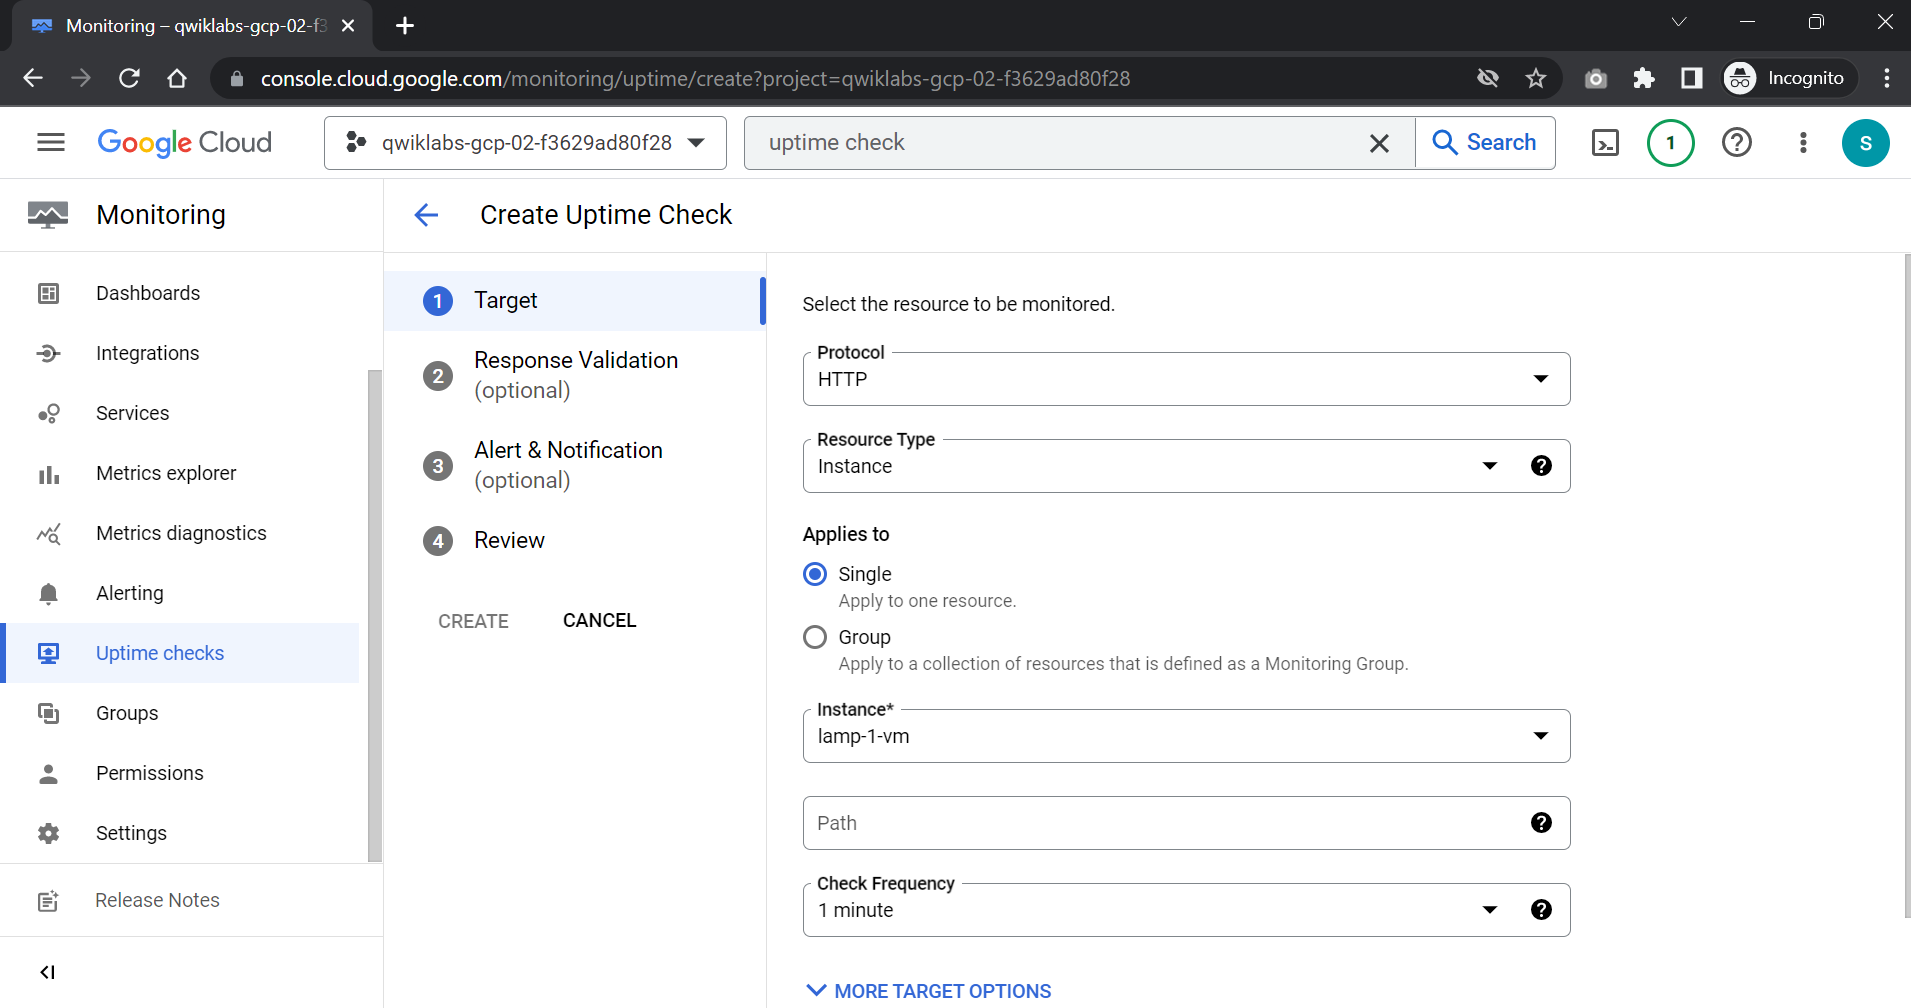 Monitoring – qwiklabs-gcp-02-f3
console.cloud.google.com/monitoring/uptime/create?project=qwiklabs-gcp-02-f3629ad80f28
Incognito
Google Cloud
qwiklabs-gcp-02-f3629ad80f28
uptime check
Search
1
S
Monitoring
Dashboards
Integrations
Services
Metrics explorer
Metrics diagnostics
Alerting
Uptime checks
Groups
Permissions
Settings
Release Notes
Create Uptime Check
1 Target
2 Response Validation
(optional)
3 Alert & Notification
(optional)
4 Review
CREATE CANCEL
Select the resource to be monitored.
Protocol
HTTP
Resource Type
Instance
Applies to
Single
Apply to one resource.
Group
Apply to a collection of resources that is defined as a Monitoring Group.
Instance*
lamp-1-vm
Path
Check Frequency
1 minute
MORE TARGET OPTIONS